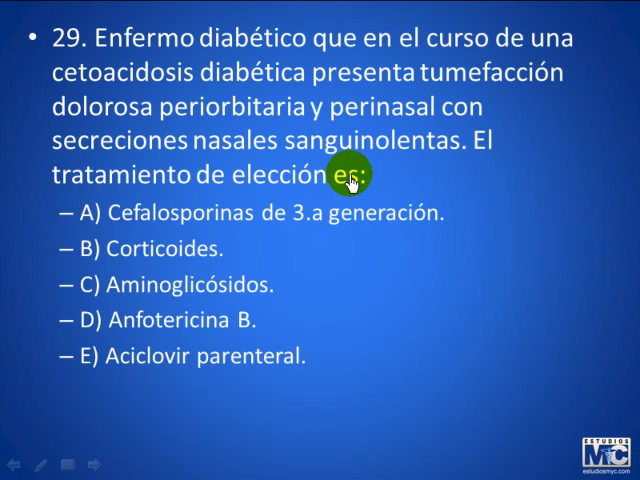 • 29. Enfermo diabético que en el curso de una
cetoacidosis diabética presenta tumefacción
dolorosa periorbitaria y perinasal con
secreciones nasales sanguinolentas. El
tratamiento de elección es:
– A) Cefalosporinas de 3.a generación.
– B) Corticoides.
– C) Aminoglicósidos.
– D) Anfotericina B.
– E) Aciclovir parenteral.
ESTUDIOS
MyC
estudiosmyc.com